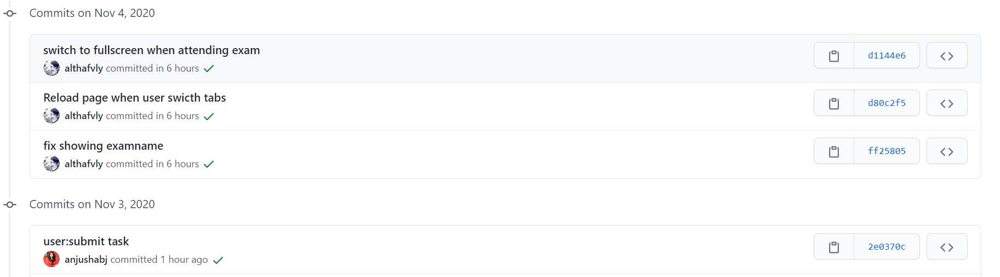 Commits on Nov 4, 2020
switch to fullscreen when attending exam
d1144e6
althafvly committed in 6 hours
Reload page when user swicth tabs
d80c2f5
althafvly committed in 6 hours
fix showing examname
ff25805
althafvly committed in 6 hours
Commits on Nov 3, 2020
user:submit task
2e0370c
anjushabj committed 1 hour ago